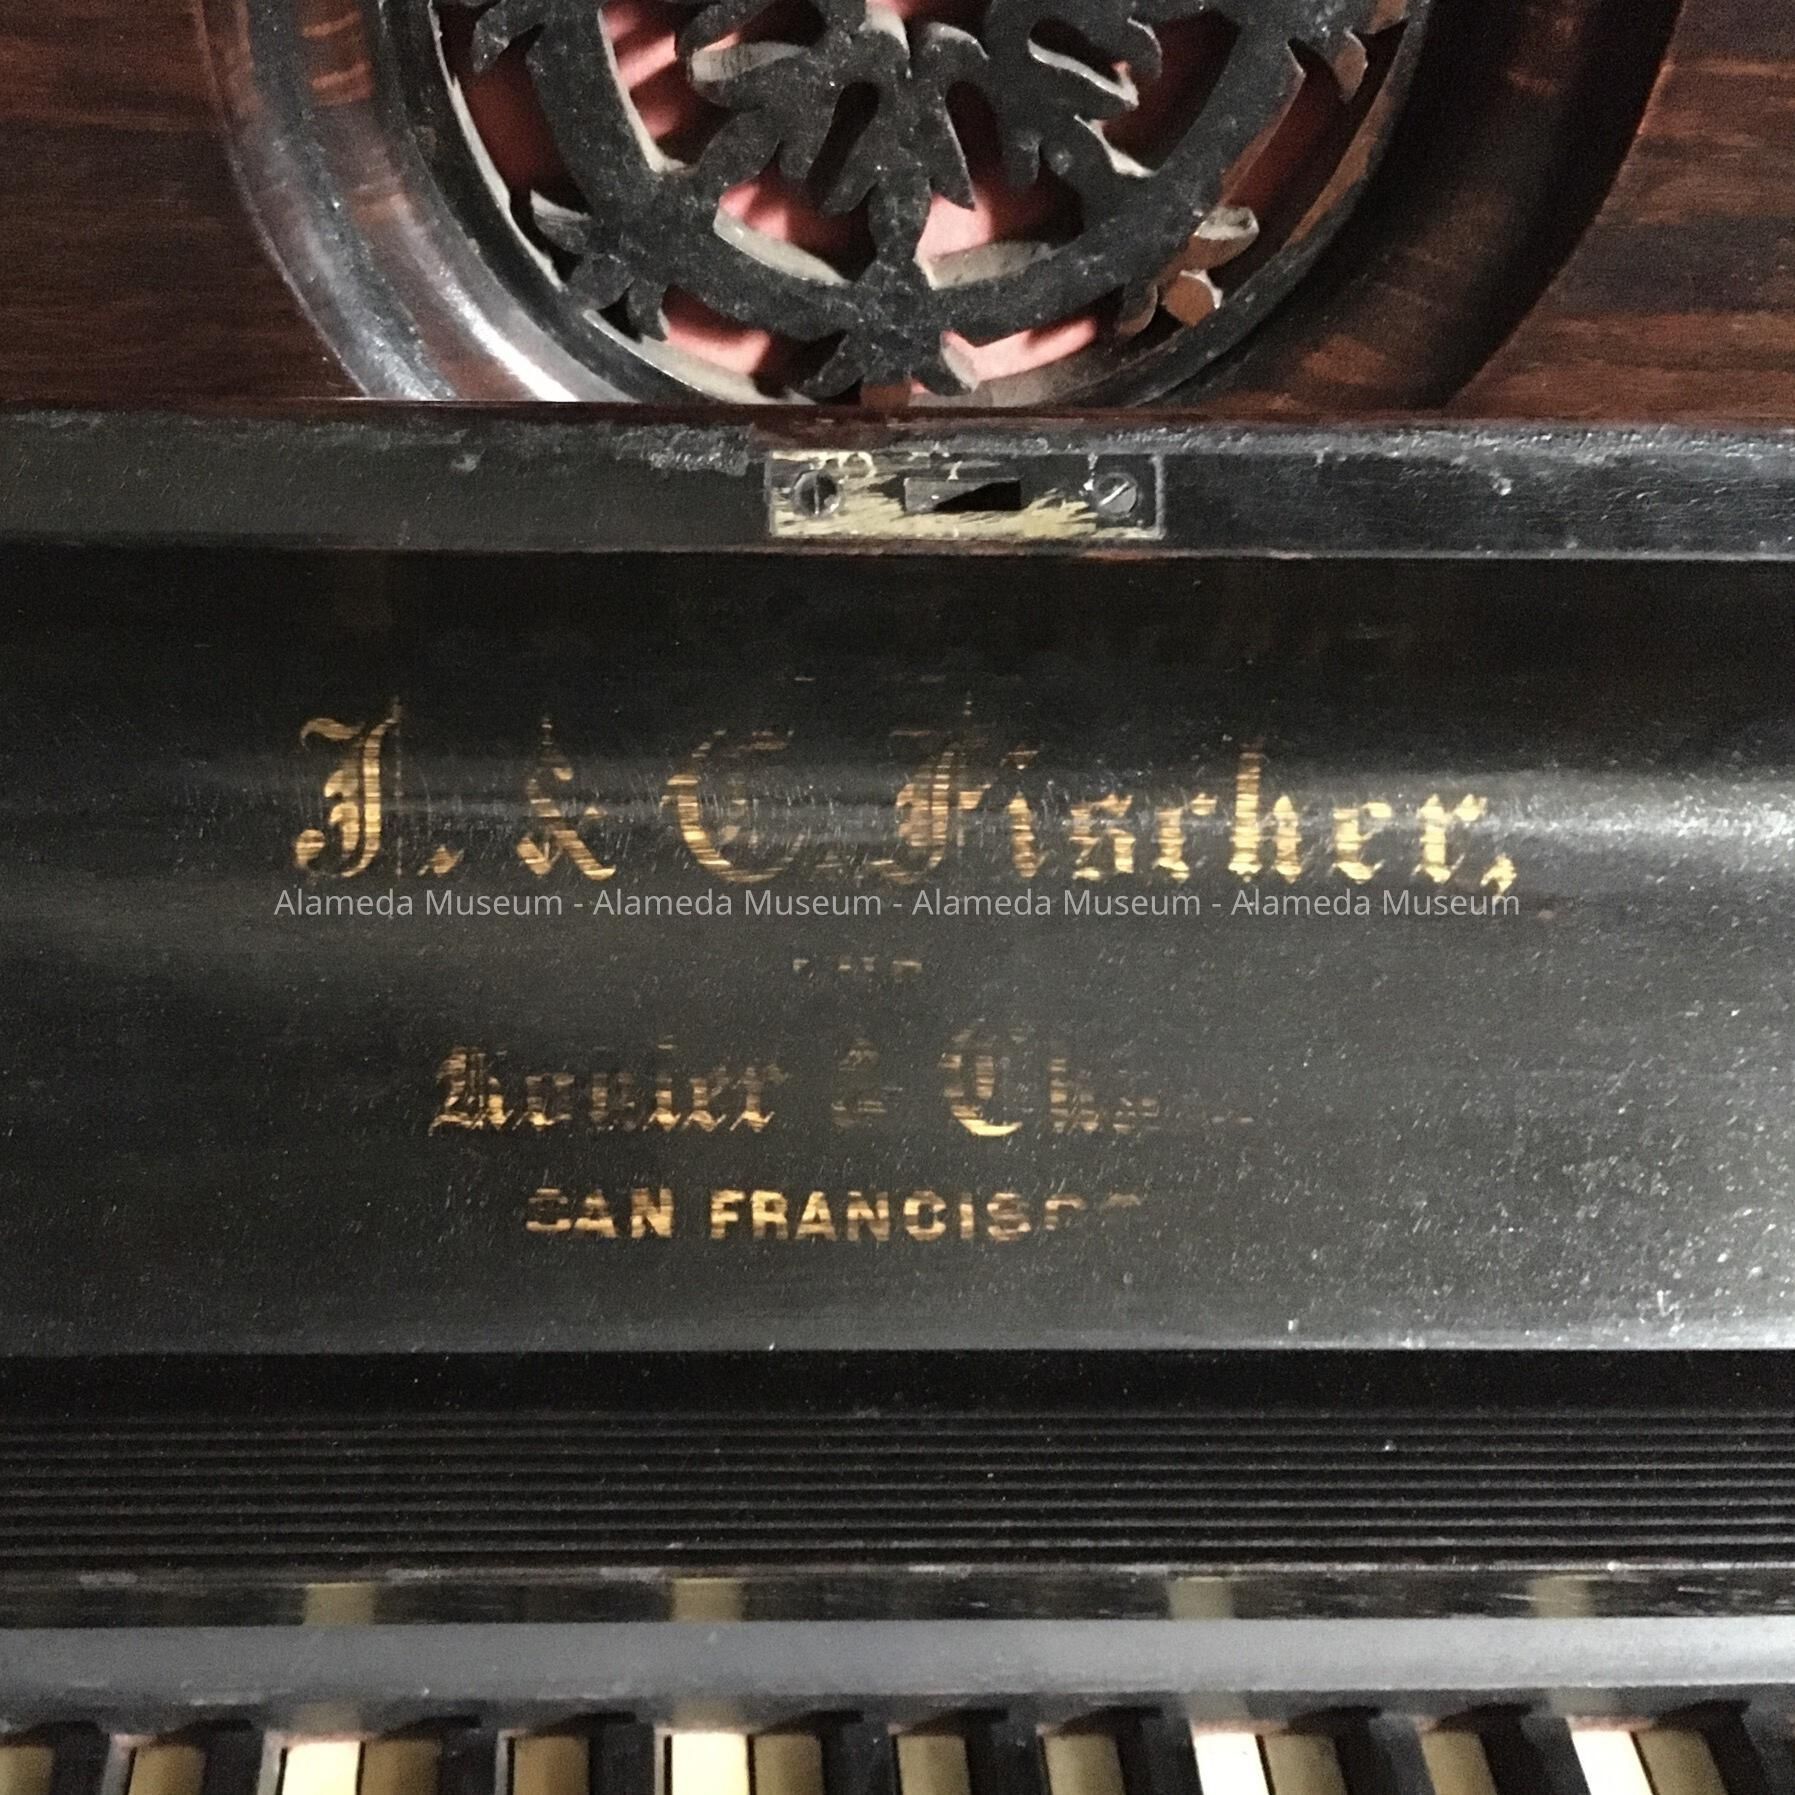 J. & C. Fischer,
Alameda Museum - Alameda Museum - Alameda Museum - Alameda Museum
&
SAN FRANCISCO